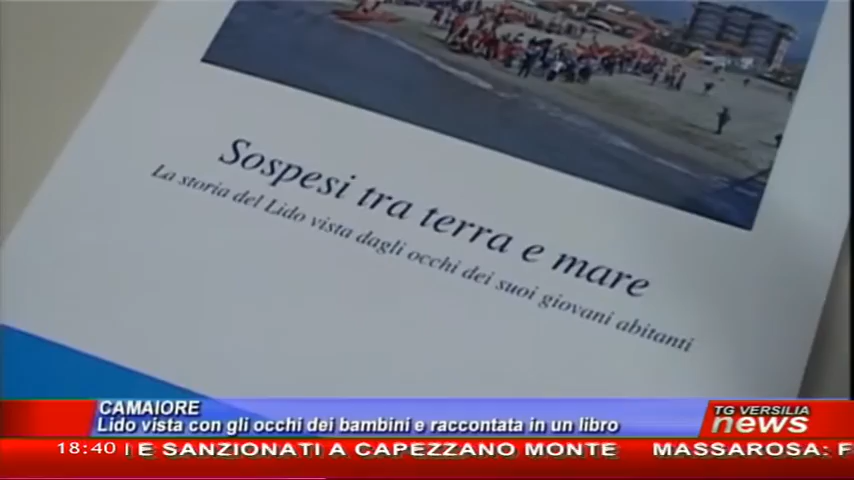 Sospesi tra terra e mare
La storia del Lido vista dagli occhi dei suoi giovani abitanti
CAMAIORE
Lido vista con gli occhi dei bambini e raccontata in un libro
TG VERSILIA
news
18:40 I E SANZIONATI A CAPEZZANO MONTE MASSAROSA: F